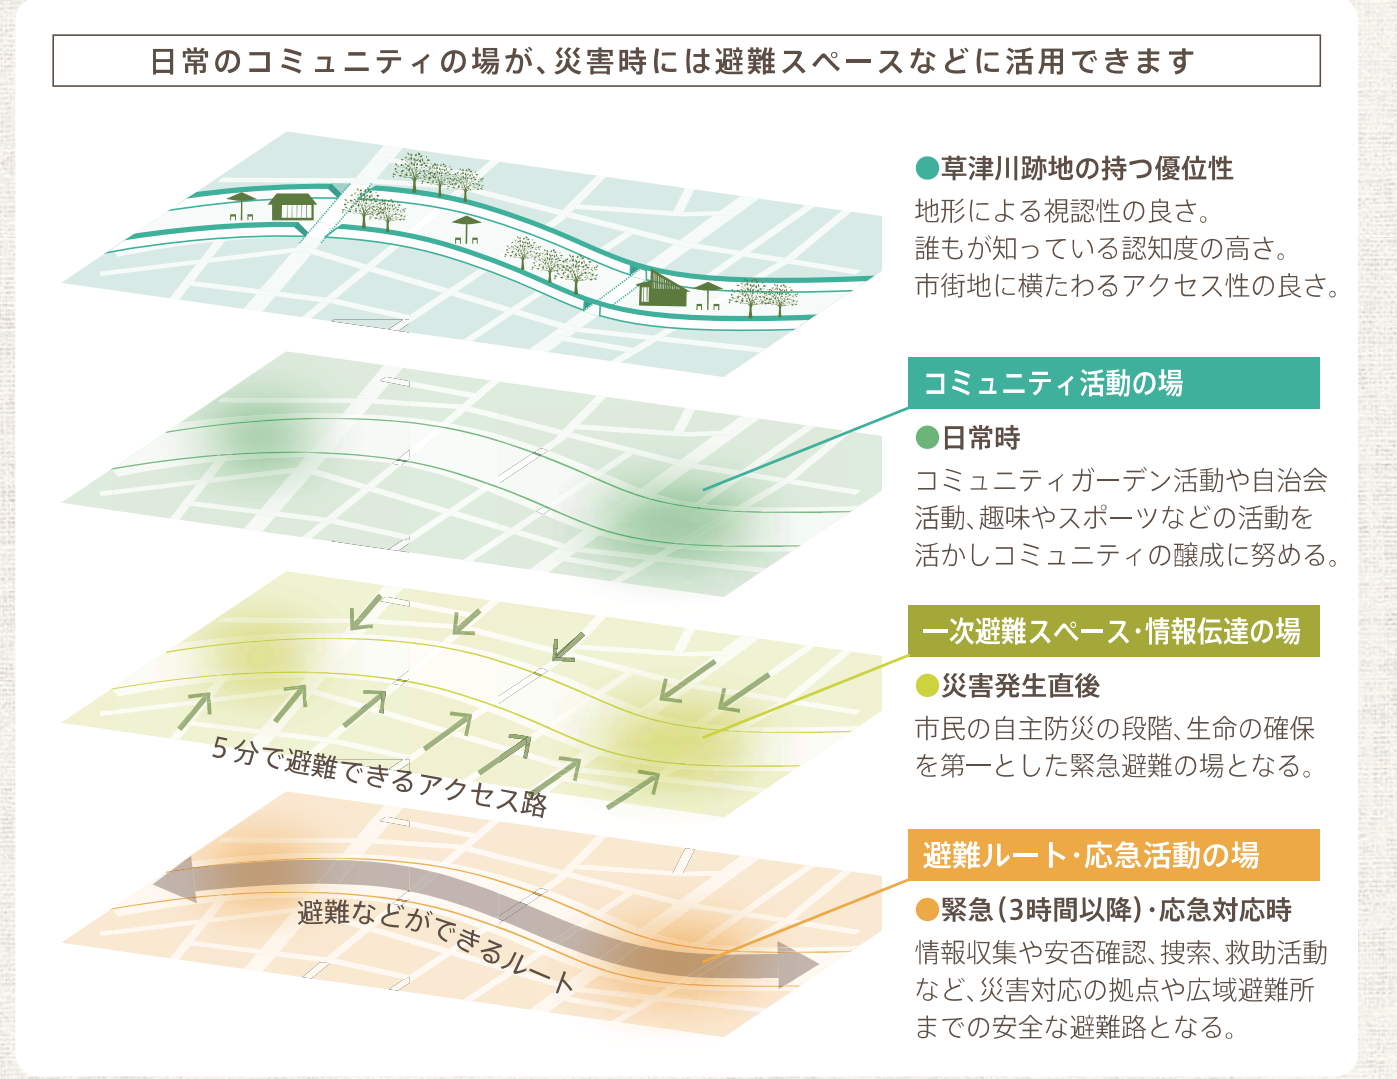 日常のコミュニティの場が、災害時には避難スペースなどに活用できます
●草津川跡地の持つ優位性
地形による視認性の良さ。
誰もが知っている認知度の高さ。
市街地に横たわるアクセス性の良さ。
コミュニティ活動の場
●日常時
コミュニティガーデン活動や自治会
活動、趣味やスポーツなどの活動を
活かしコミュニティの醸成に努める。
一次避難スペース・情報伝達の場
●災害発生直後
市民の自主防災の段階、生命の確保
を第一とした緊急避難の場となる。
5分で避難できるアクセス路
避難ルート・応急活動の場
●緊急(3時間以降)・応急対応時
情報収集や安否確認、捜索、救助活動
など、災害対応の拠点や広域避難所
までの安全な避難路となる。
避難などができるルート